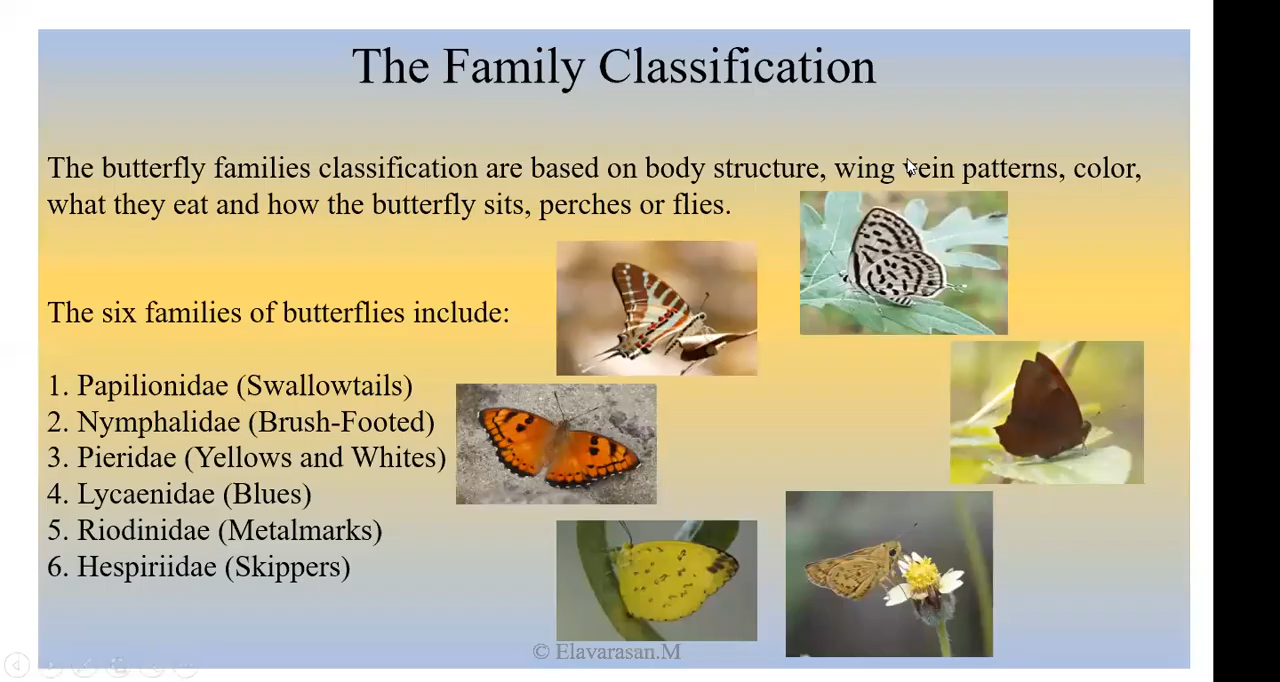 The Family Classification
The butterfly families classification are based on body structure, wing vein patterns, color,
what they eat and how the butterfly sits, perches or flies.
The six families of butterflies include:
1. Papilionidae (Swallowtails)
2. Nymphalidae (Brush-Footed)
3. Pieridae (Yellows and Whites)
4. Lycaenidae (Blues)
5. Riodinidae (Metalmarks)
6. Hespiriidae (Skippers)
© Elavarasan.M